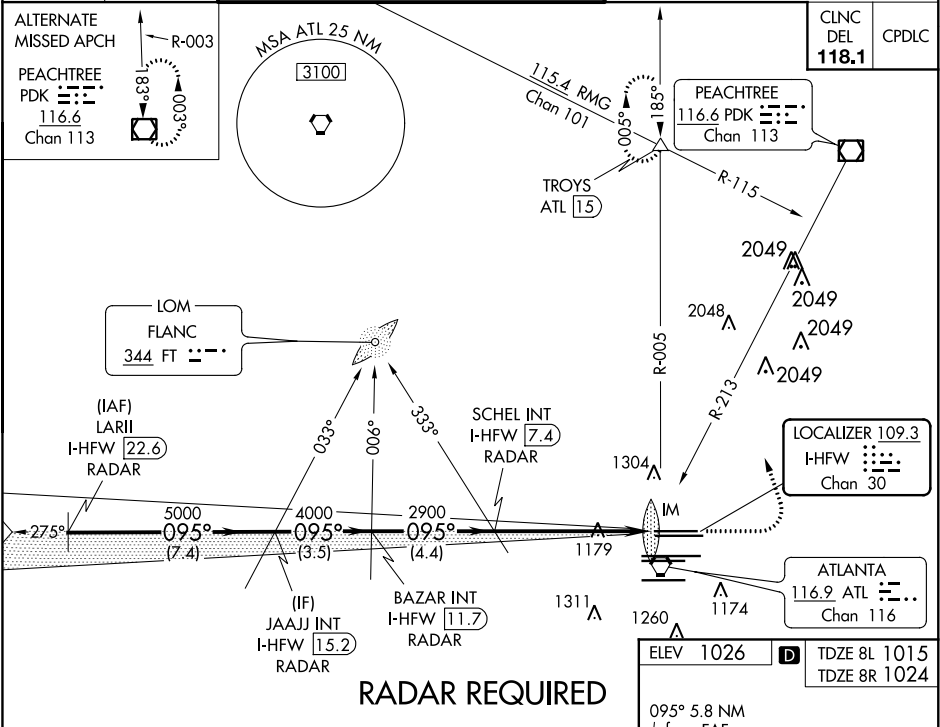 ALTERNATE
MISSED APCH
R-003
PEACHTREE
PDK
116.6
Chan 113
183°
003°
MSA ATL 25 NM
3100
115.4 RMG
Chan 101
005°
185°
CLNC
DEL
118.1
CPDLC
PEACHTREE
116.6 PDK
Chan 113
TROYS
ATL 15
R-115
2049
2049
2048
2049
2049
R-005
R-213
LOM
FLANC
344 FT
033°
006°
333°
(IAF)
LARII
I-HFW 22.6
RADAR
SCHEL INT
I-HFW 7.4
RADAR
1304
LOCALIZER 109.3
I-HFW
Chan 30
IM
275°
5000
095°
(7.4)
4000
095°
(3.5)
2900
095°
(4.4)
1179
(IF)
JAAJJ INT
I-HFW 15.2
RADAR
BAZAR INT
I-HFW 11.7
RADAR
1311
1260
1174
ATLANTA
116.9 ATL
Chan 116
RADAR REQUIRED
ELEV 1026
D
TDZE 8L 1015
TDZE 8R 1024
095° 5.8 NM